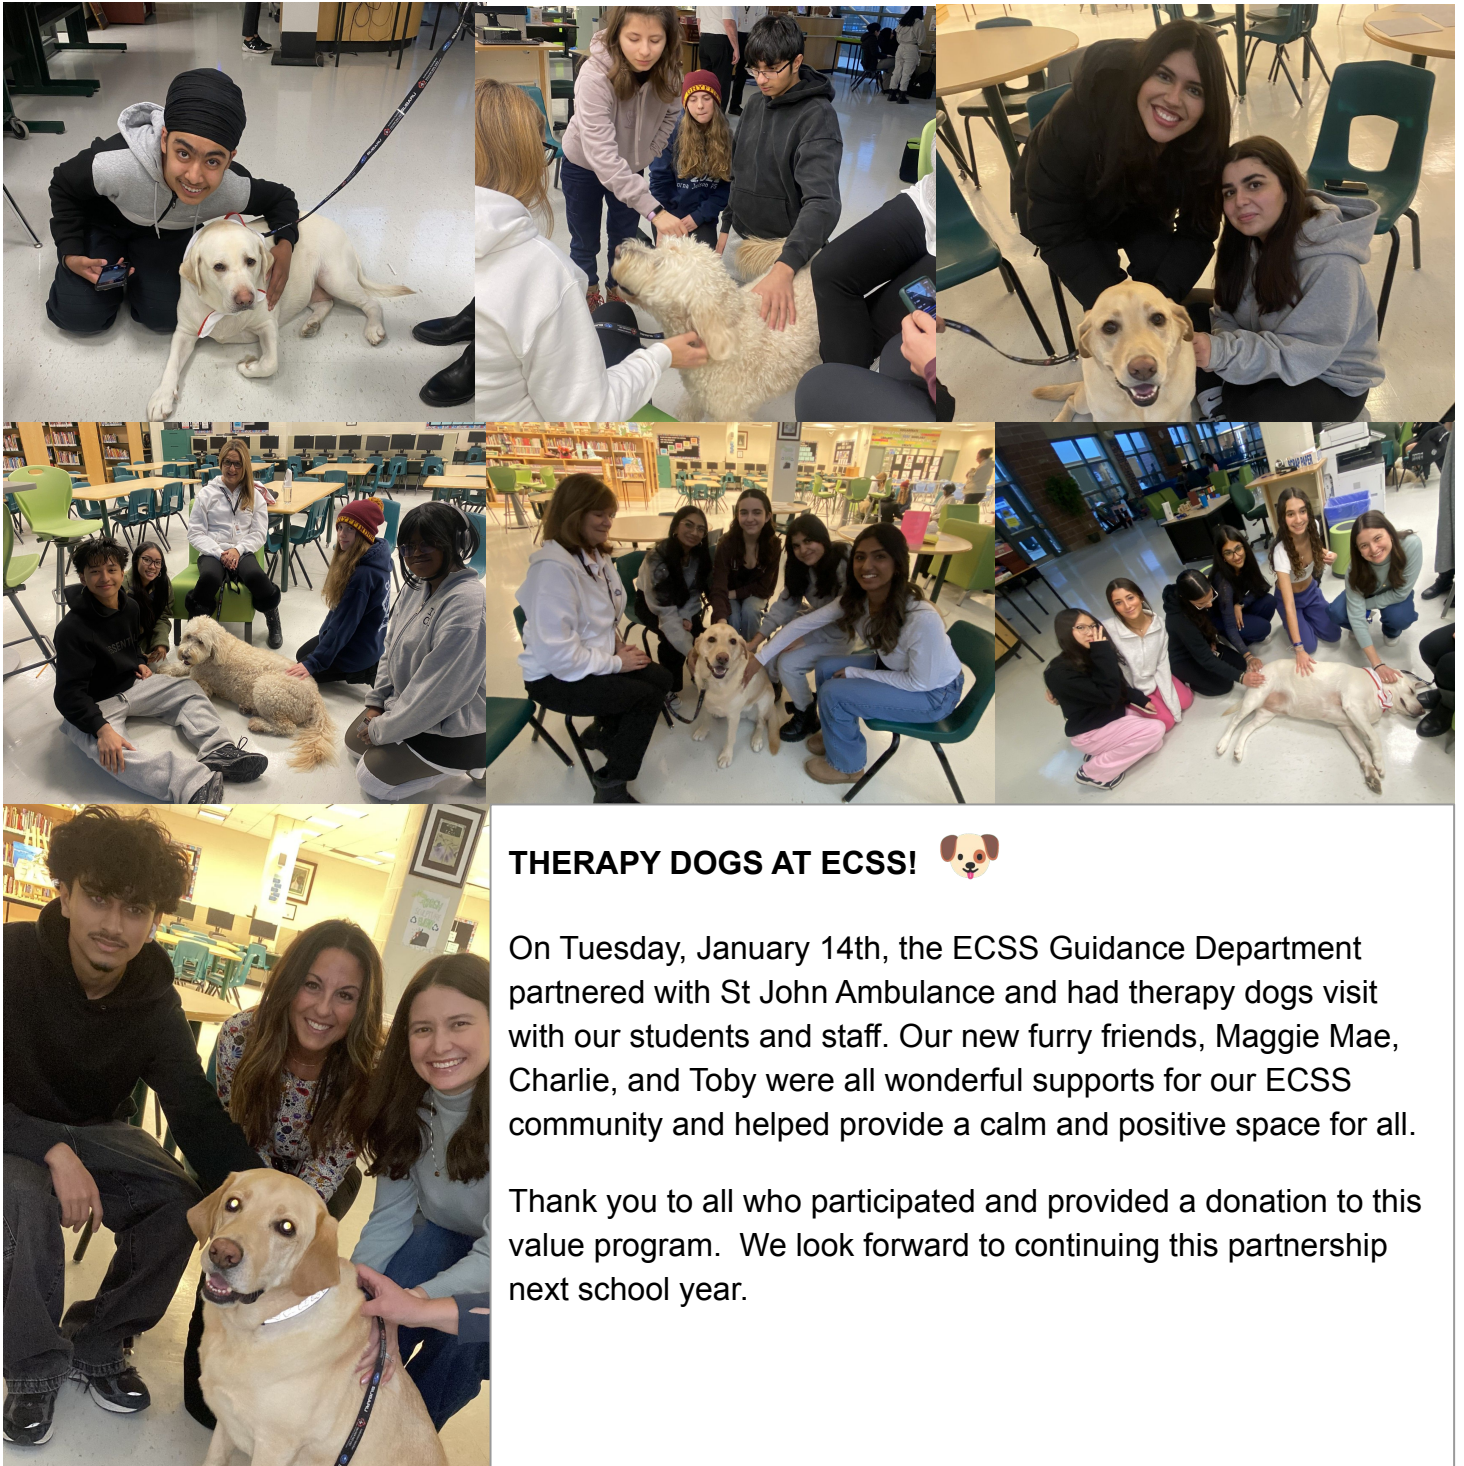 SCRAP PAPER
SUBARU
THERAPY DOGS AT ECSS!
On Tuesday, January 14th, the ECSS Guidance Department
partnered with St John Ambulance and had therapy dogs visit
with our students and staff. Our new furry friends, Maggie Mae,
Charlie, and Toby were all wonderful supports for our ECSS
community and helped provide a calm and positive space for all.
Thank you to all who participated and provided a donation to this
value program.  We look forward to continuing this partnership
next school year.